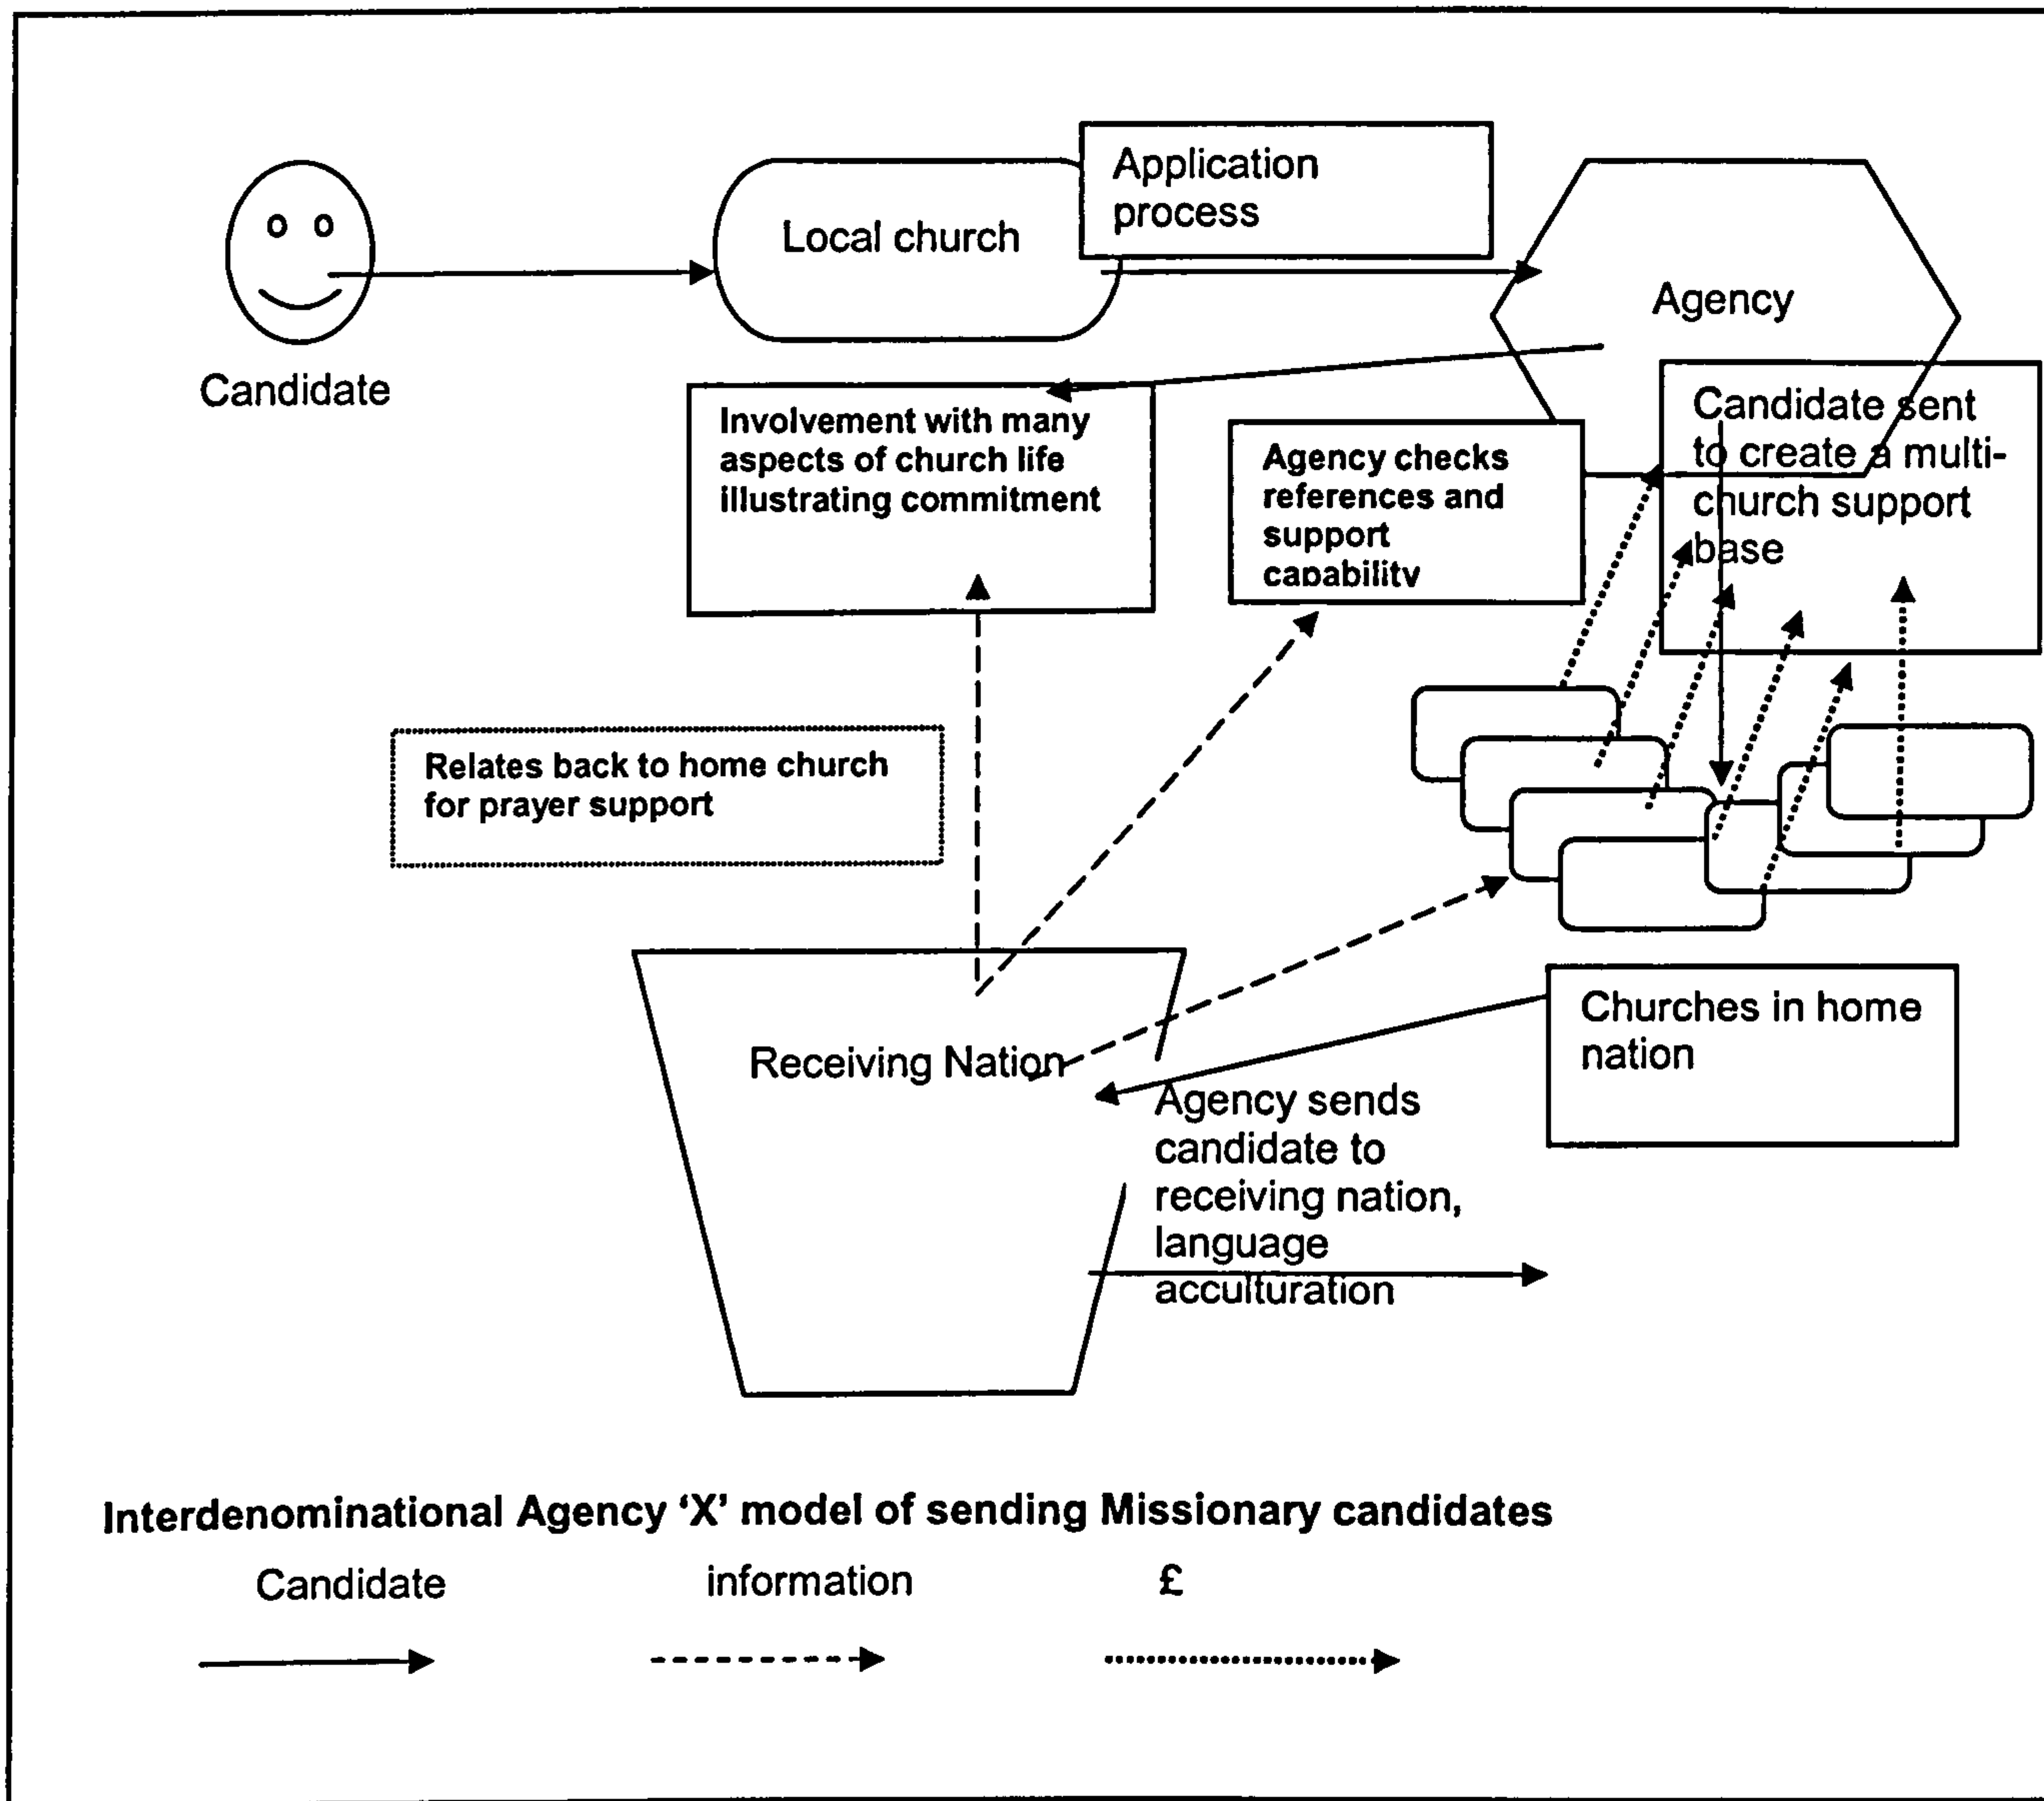 Application
process
Local church
Agency
Candidate
Candidate sent
to create a multi-
church support
base
Involvement with many
aspects of church life
illustrating commitment
Agency checks
references and
support
capability
Relates back to home church
for prayer support
Churches in home
nation
Receiving Nation
Agency sends
candidate to
receiving nation,
language
acculturation
Interdenominational Agency ‘X’ model of sending Missionary candidates
Candidate
information
£